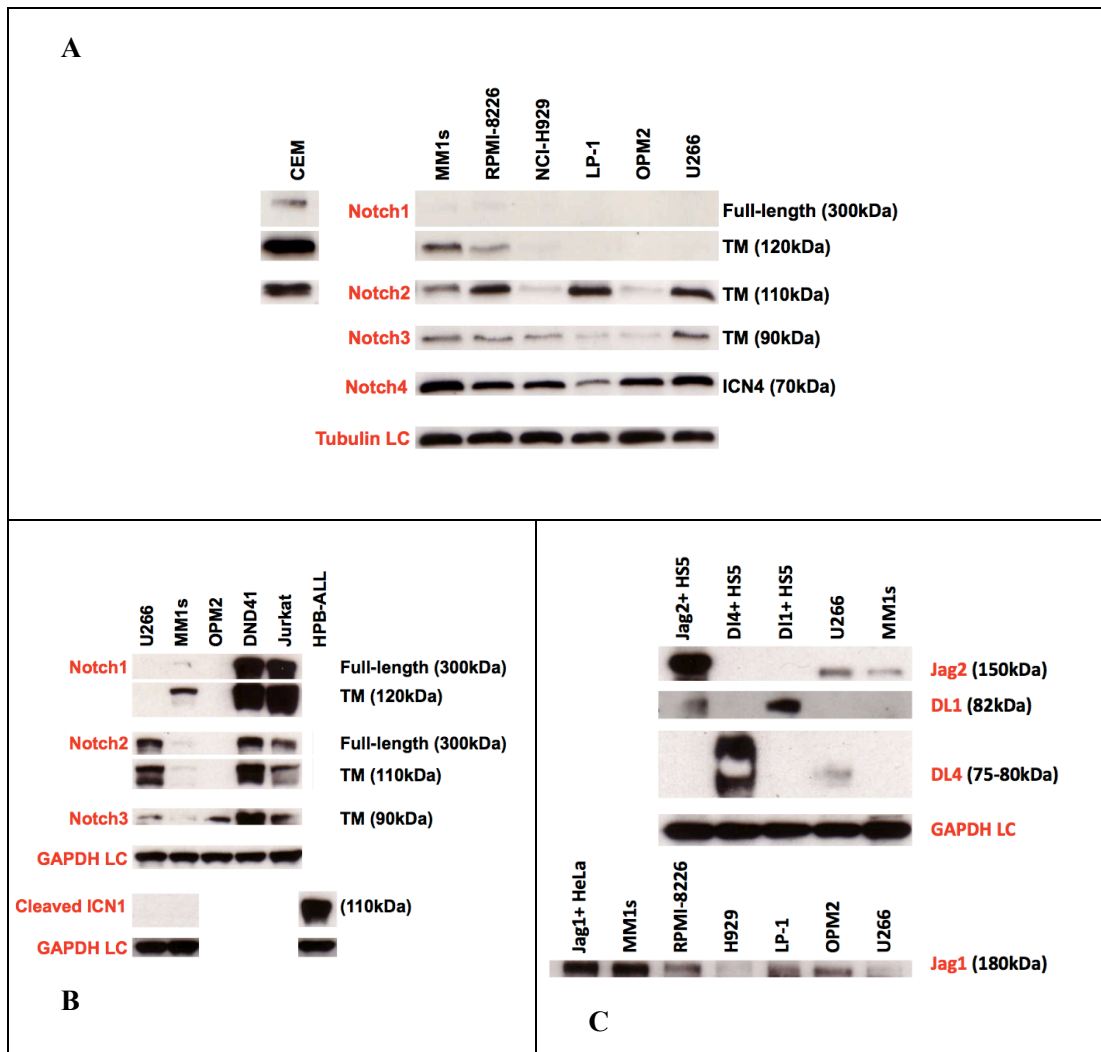 A
CEM
MM1s
RPMI-8226
NCI-H929
LP-1
OPM2
U266
Notch1 Full-length (300kDa)
TM (120kDa)
Notch2 TM (110kDa)
Notch3 TM (90kDa)
Notch4 ICN4 (70kDa)
Tubulin LC
U266
MM1s
OPM2
DND41
Jurkat
HPB-ALL
Notch1 Full-length (300kDa)
TM (120kDa)
Notch2 Full-length (300kDa)
TM (110kDa)
Notch3 TM (90kDa)
GAPDH LC
Cleaved ICN1 (110kDa)
GAPDH LC
B
Jag2+ HS5
Dl4+ HS5
Dl1+ HS5
U266
MM1s
Jag2 (150kDa)
DL1 (82kDa)
DL4 (75-80kDa)
GAPDH LC
Jag1+ HeLa
MM1s
RPMI-8226
H929
LP-1
OPM2
U266
Jag1 (180kDa)
C